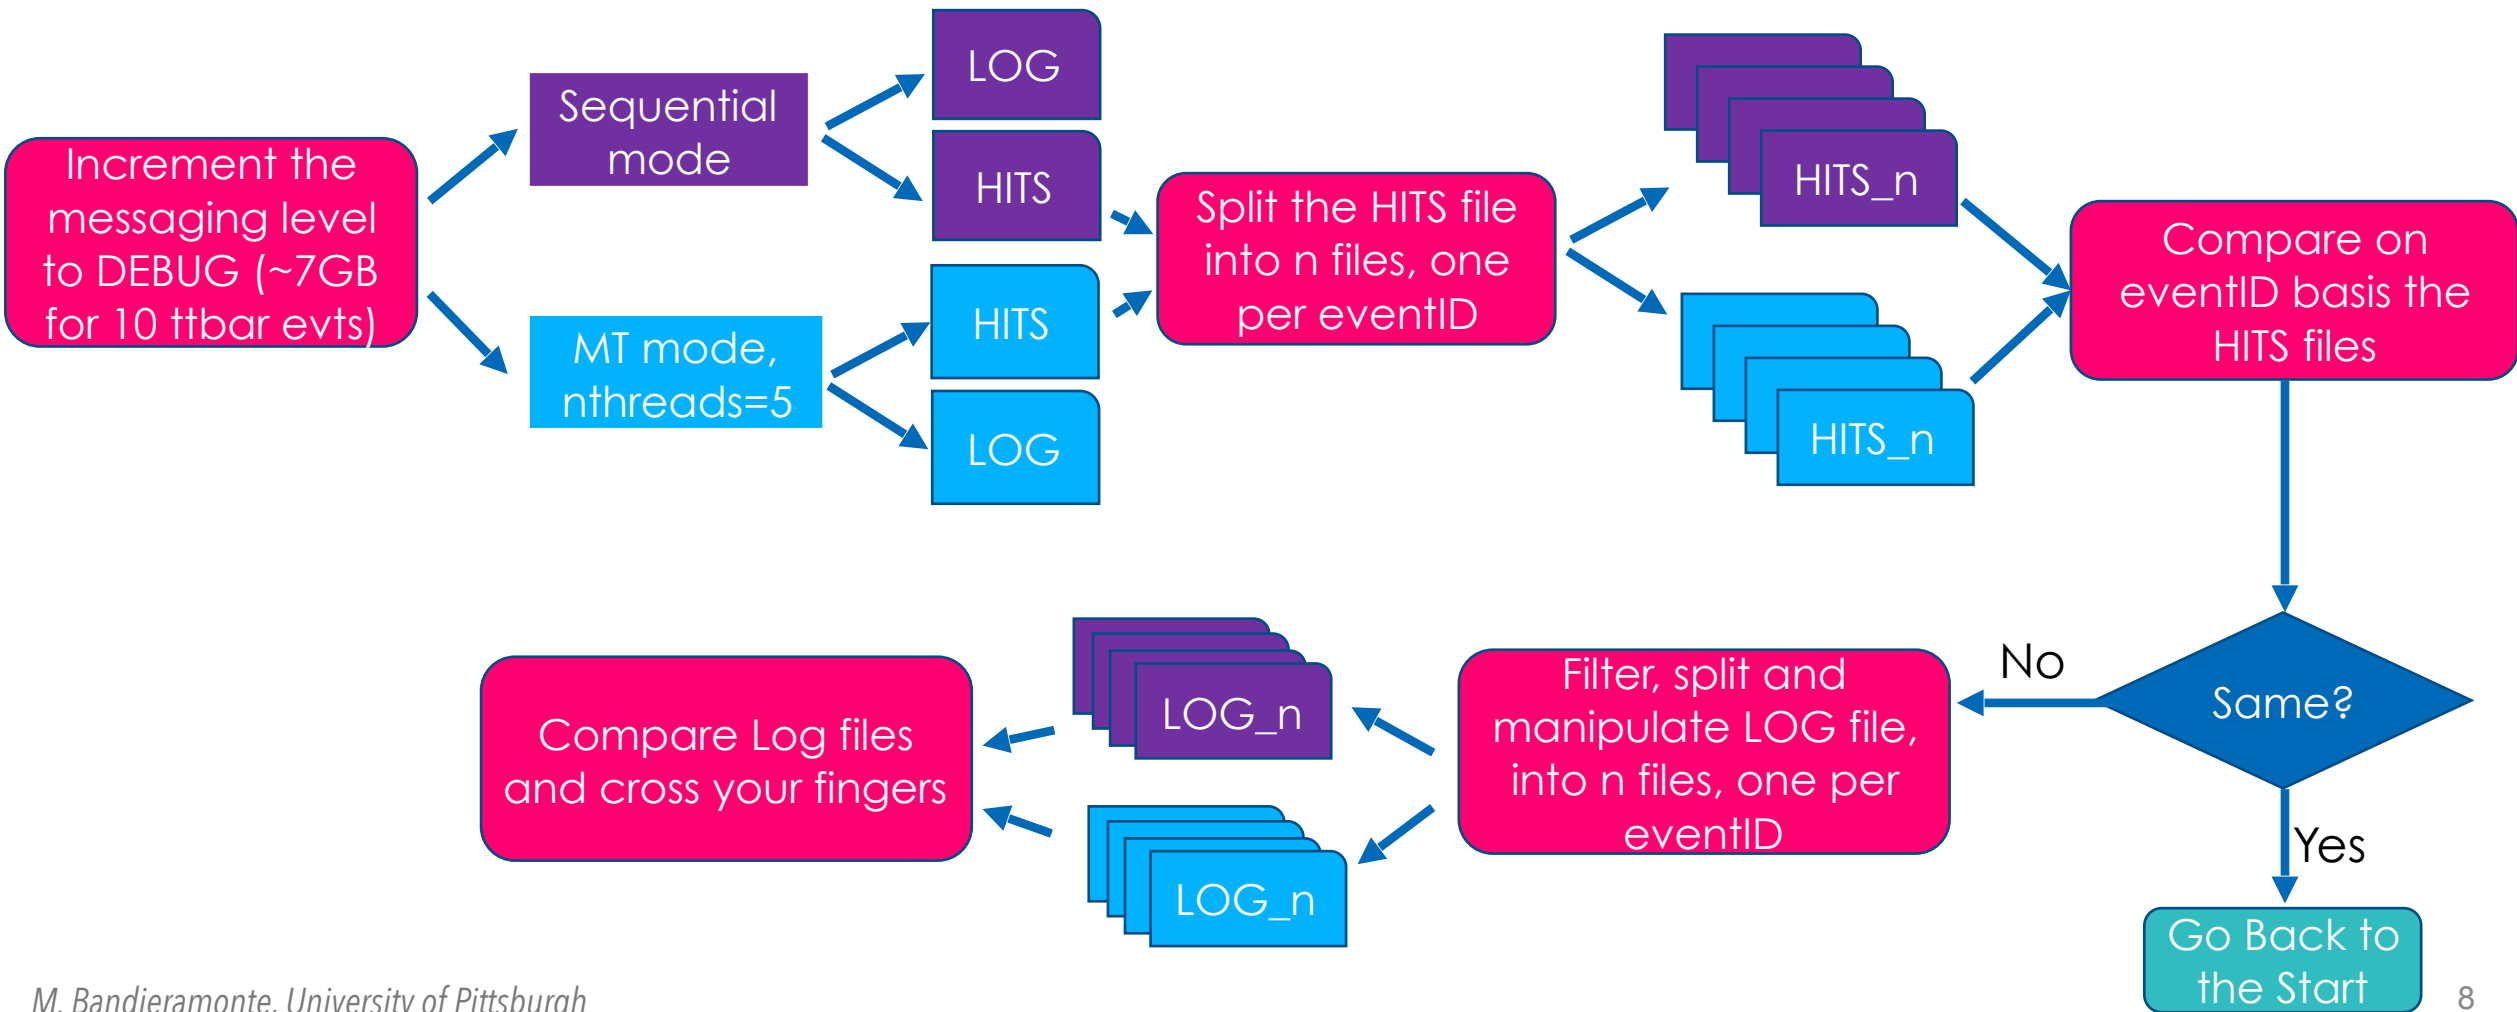 Increment the
messaging level
to DEBUG (~7GB
for 10 ttbar evts)
Sequential
mode
MT mode,
nthreads=5
LOG
HITS
HITS
LOG
Split the HITS file
into n files, one
per eventID
HITS_n
HITS_n
Compare on
eventID basis the
HITS files
Same?
No
Yes
Filter, split and
manipulate LOG file,
into n files, one per
eventID
LOG_n
LOG_n
Compare Log files
and cross your fingers
Go Back to
the Start
M. Bandieramonte, University of Pittsburgh
8